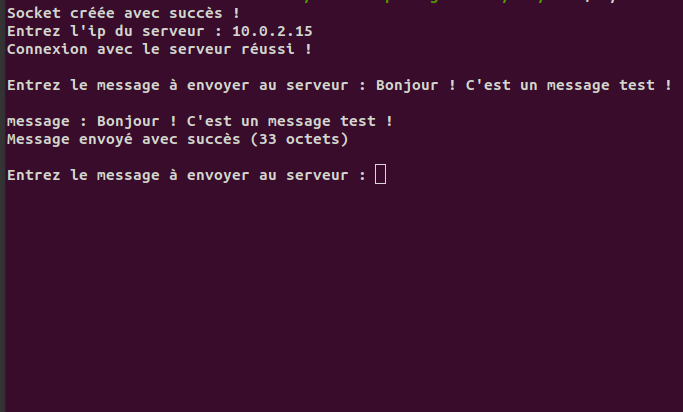 Socket créée avec succès !
Entrez l'ip du serveur : 10.0.2.15
Connexion avec le serveur réussi !
Entrez le message à envoyer au serveur : Bonjour ! C'est un message test !
message : Bonjour ! C'est un message test !
Message envoyé avec succès (33 octets)
Entrez le message à envoyer au serveur :